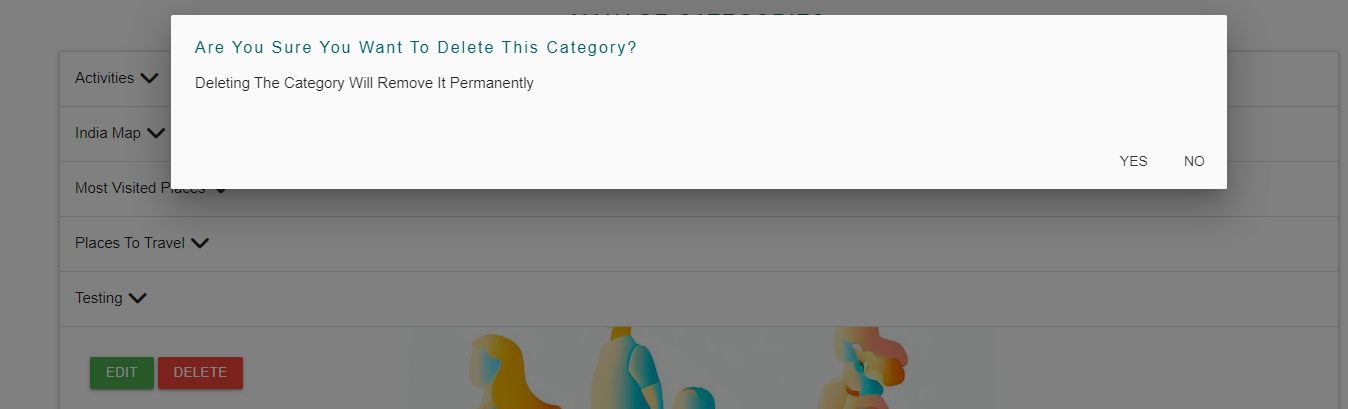 Are You Sure You Want To Delete This Category?
Deleting The Category Will Remove It Permanently
YES NO
Activities
India Map
Most Visited Places
Places To Travel
Testing
EDIT DELETE